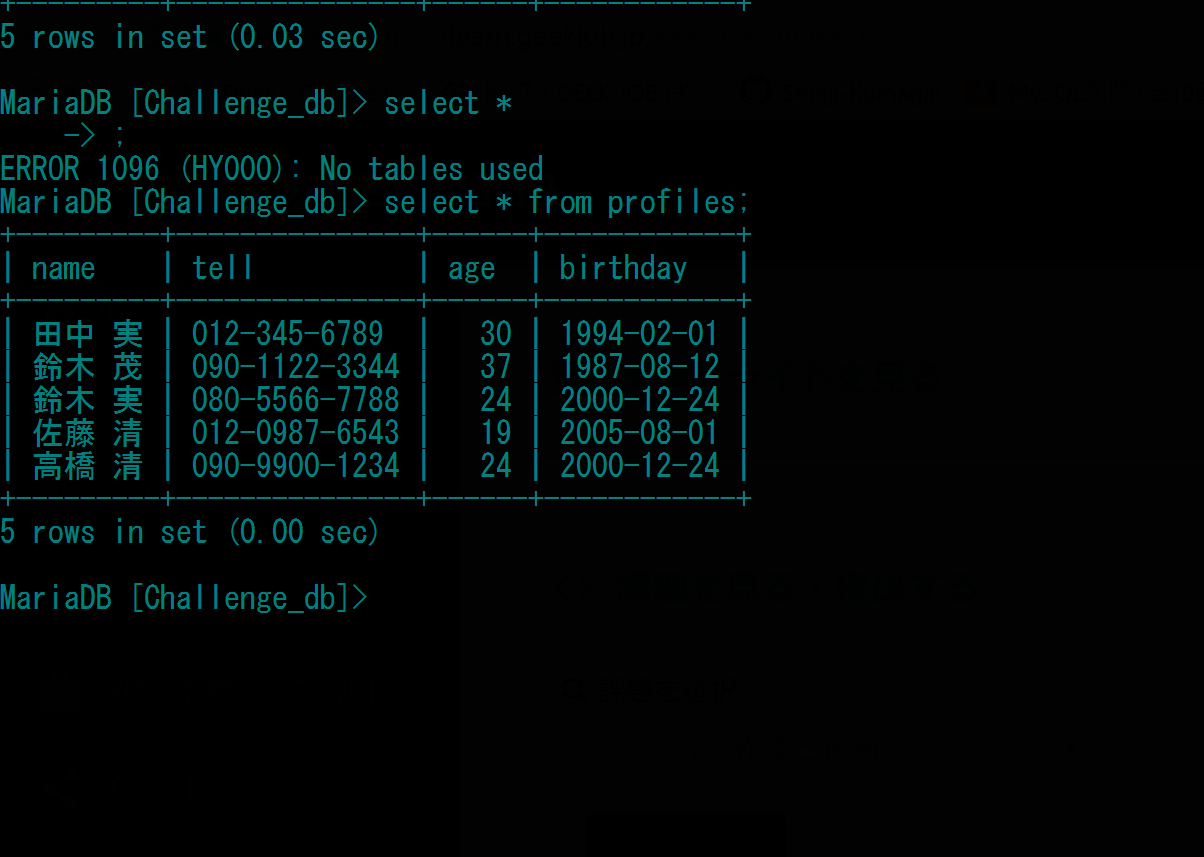 5 rows in set (0.03 sec)
MariaDB [Challenge_db]> select *
    -> ;
ERROR 1096 (HY000): No tables used
MariaDB [Challenge_db]> select * from profiles;
+---------+---------------+------+------------+
| name    | tell          | age  | birthday   |
+---------+---------------+------+------------+
| 田中 実 | 012-345-6789  |   30 | 1994-02-01 |
| 鈴木 茂 | 090-1122-3344 |   37 | 1987-08-12 |
| 鈴木 実 | 080-5566-7788 |   24 | 2000-12-24 |
| 佐藤 清 | 012-0987-6543 |   19 | 2005-08-01 |
| 高橋 清 | 090-9900-1234 |   24 | 2000-12-24 |
+---------+---------------+------+------------+
5 rows in set (0.00 sec)
MariaDB [Challenge_db]>